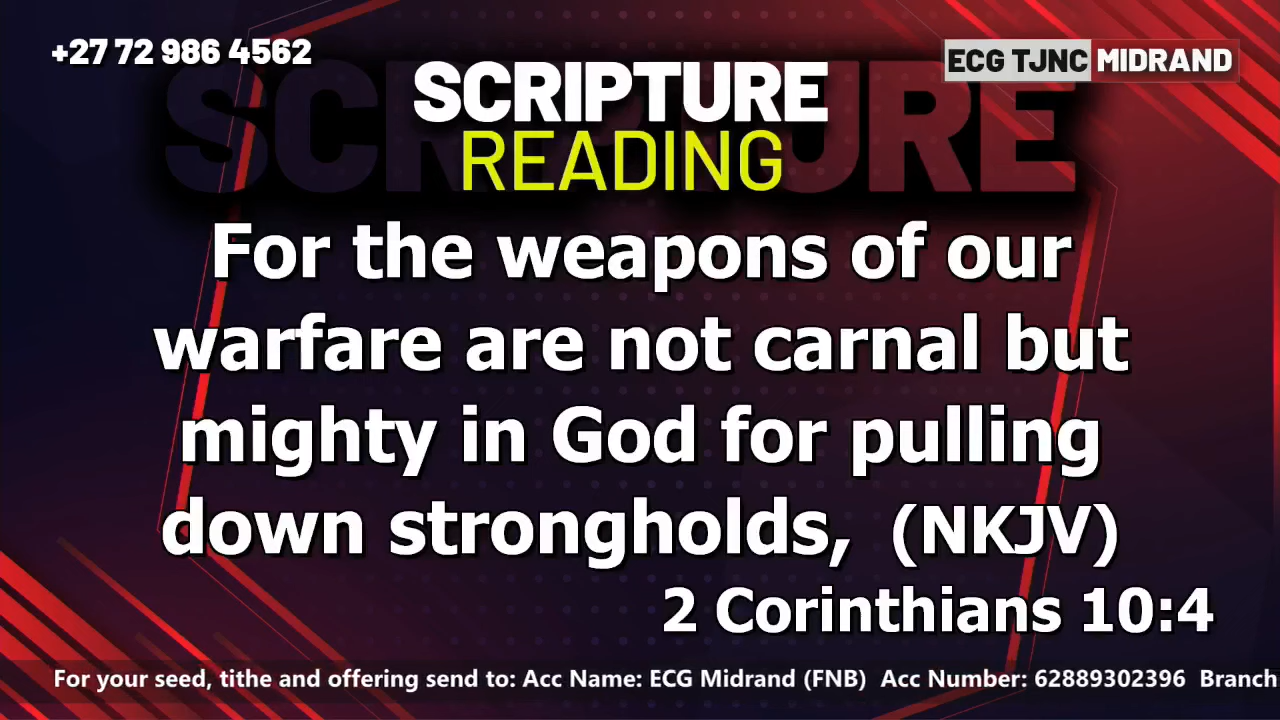 +27 72 986 4562
ECG TJNC MIDRAND
SCRIPTURE
SCRIPTURE
READING
For the weapons of our
warfare are not carnal but
mighty in God for pulling
down strongholds, (NKJV)
2 Corinthians 10:4
For your seed, tithe and offering send to: Acc Name: ECG Midrand (FNB) Acc Number: 62889302396 Branch